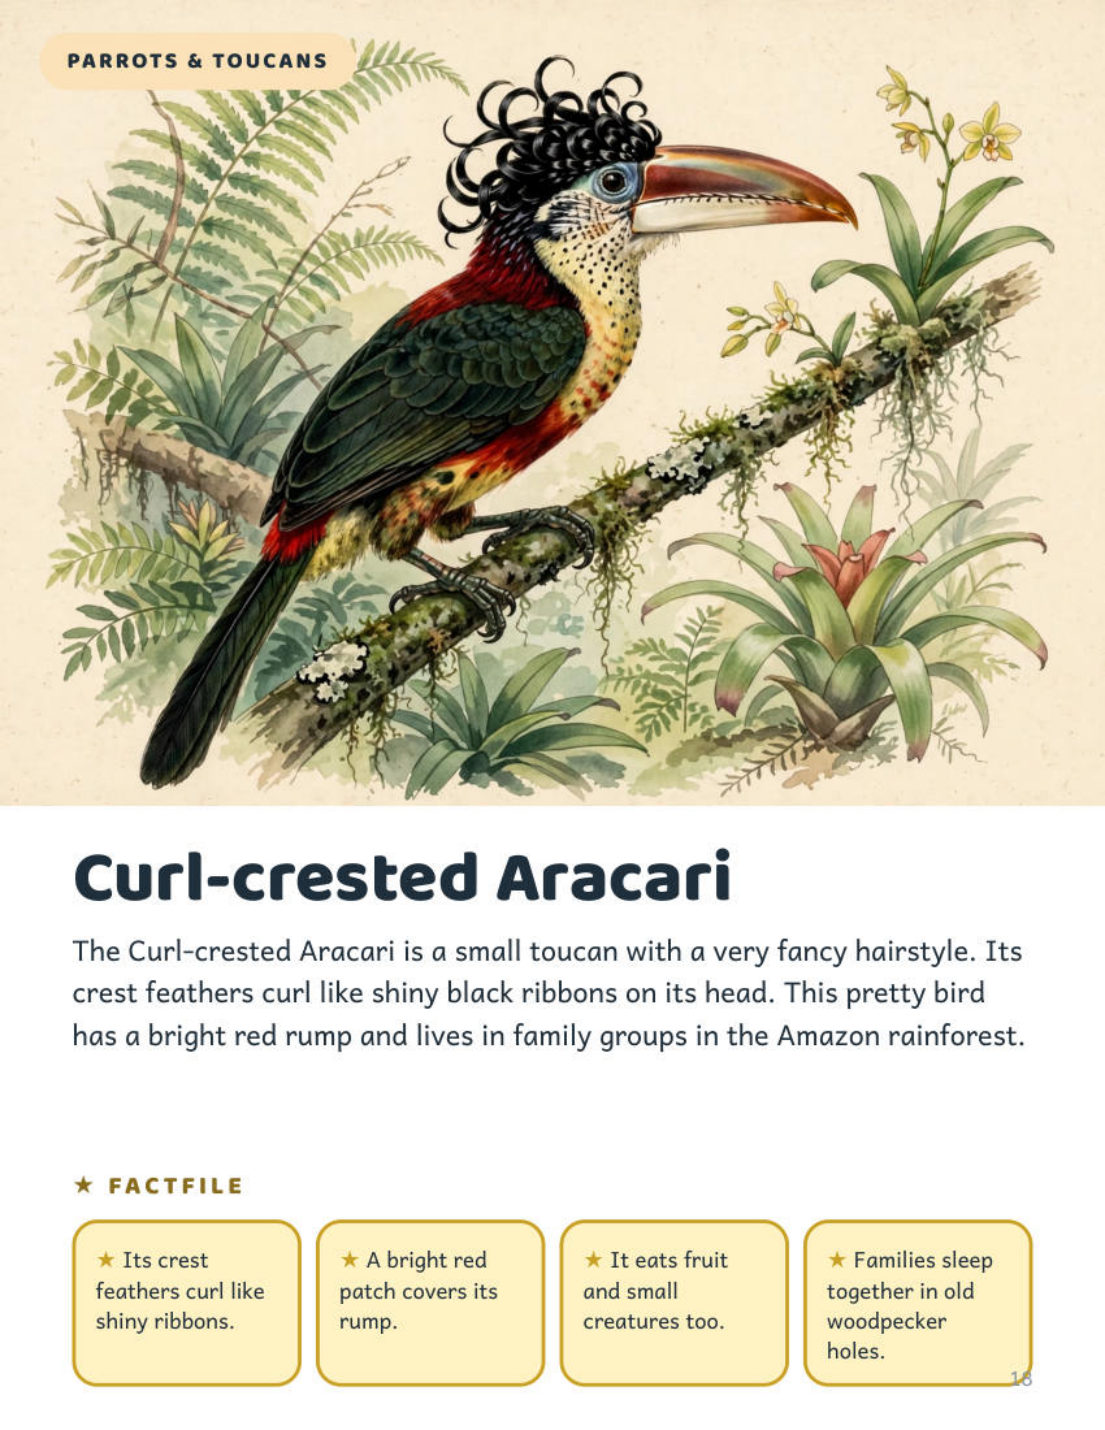 PARROTS & TOUCANS
Curl-crested Aracari
The Curl-crested Aracari is a small toucan with a very fancy hairstyle. Its
crest feathers curl like shiny black ribbons on its head. This pretty bird
has a bright red rump and lives in family groups in the Amazon rainforest.
★ FACTFILE
★ Its crest
feathers curl like
shiny ribbons.
★ A bright red
patch covers its
rump.
★ It eats fruit
and small
creatures too.
★ Families sleep
together in old
woodpecker
holes.
18